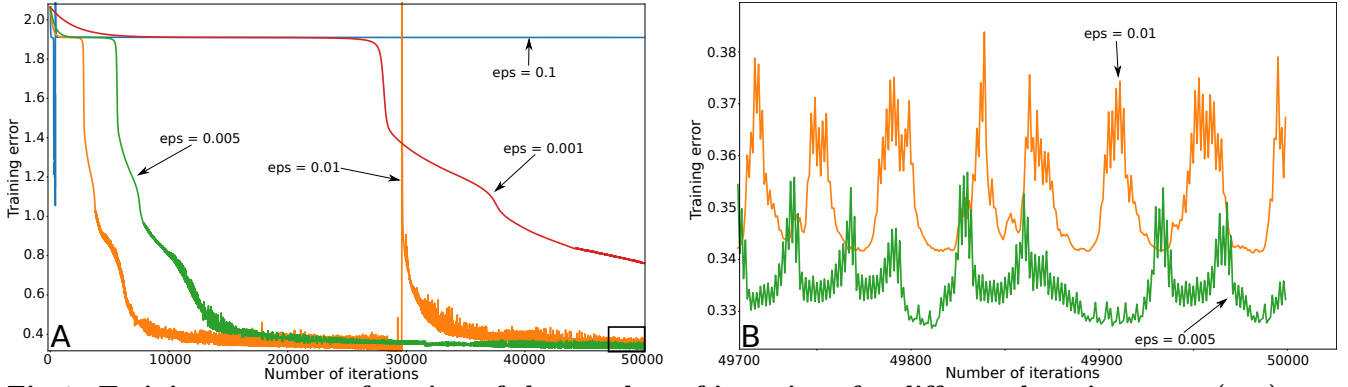 2.0
1.8
1.6
1.4
1.2
1.0
0.8
0.6
0.4
Training error
eps = 0.1
eps = 0.005
eps = 0.01
eps = 0.001
A
0 10000 20000 30000 40000 50000
Number of iterations
0.38
0.37
0.36
0.35
0.34
0.33
Training error
eps = 0.01
eps = 0.005
B
49700 49800 49900 50000
Number of iterations